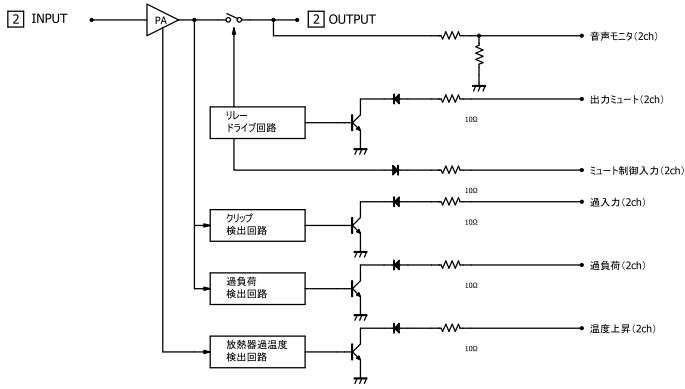 2 INPUT
PA
2 OUTPUT
音声モニタ(2ch)
出力ミュート(2ch)
10Ω
リレー
ドライブ回路
ミュート制御入力(2ch)
10Ω
過入力(2ch)
10Ω
クリップ
検出回路
過負荷(2ch)
10Ω
過負荷
検出回路
温度上昇(2ch)
10Ω
放熱器過温度
検出回路